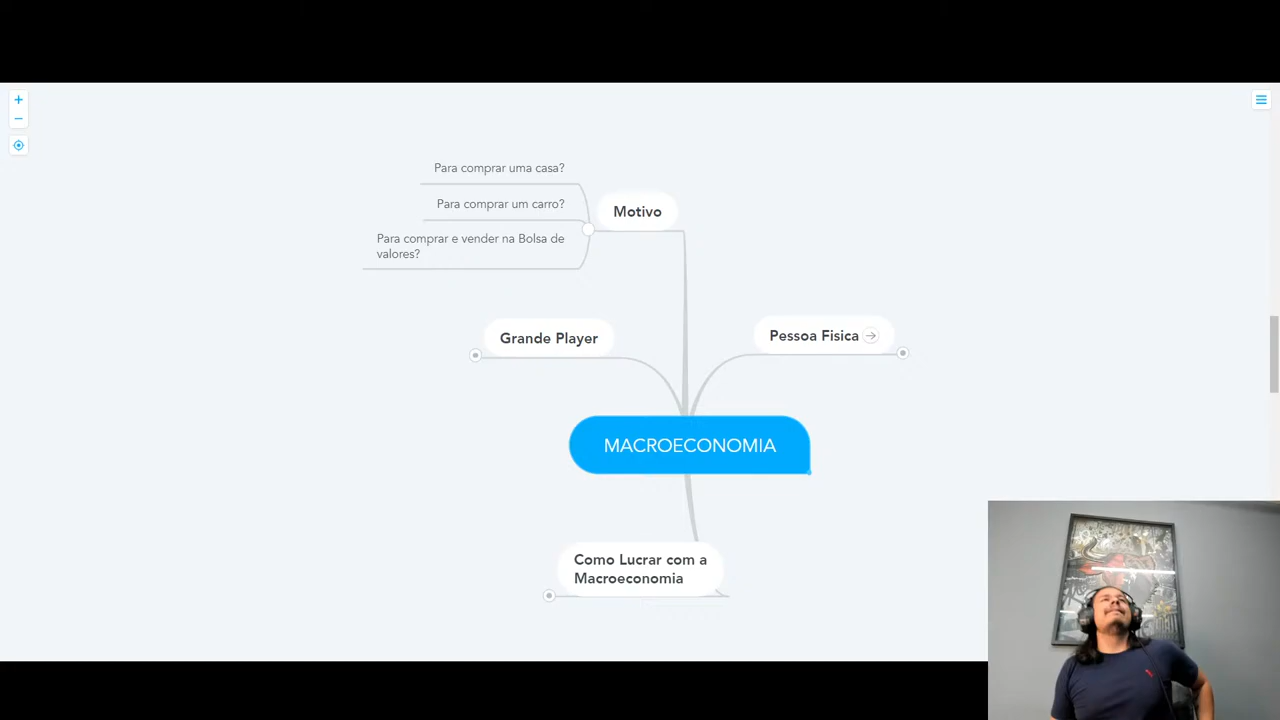 Para comprar uma casa?
Para comprar um carro?
Para comprar e vender na Bolsa de
valores?
Motivo
Grande Player
Pessoa Fisica
MACROECONOMIA
Como Lucrar com a
Macroeconomia